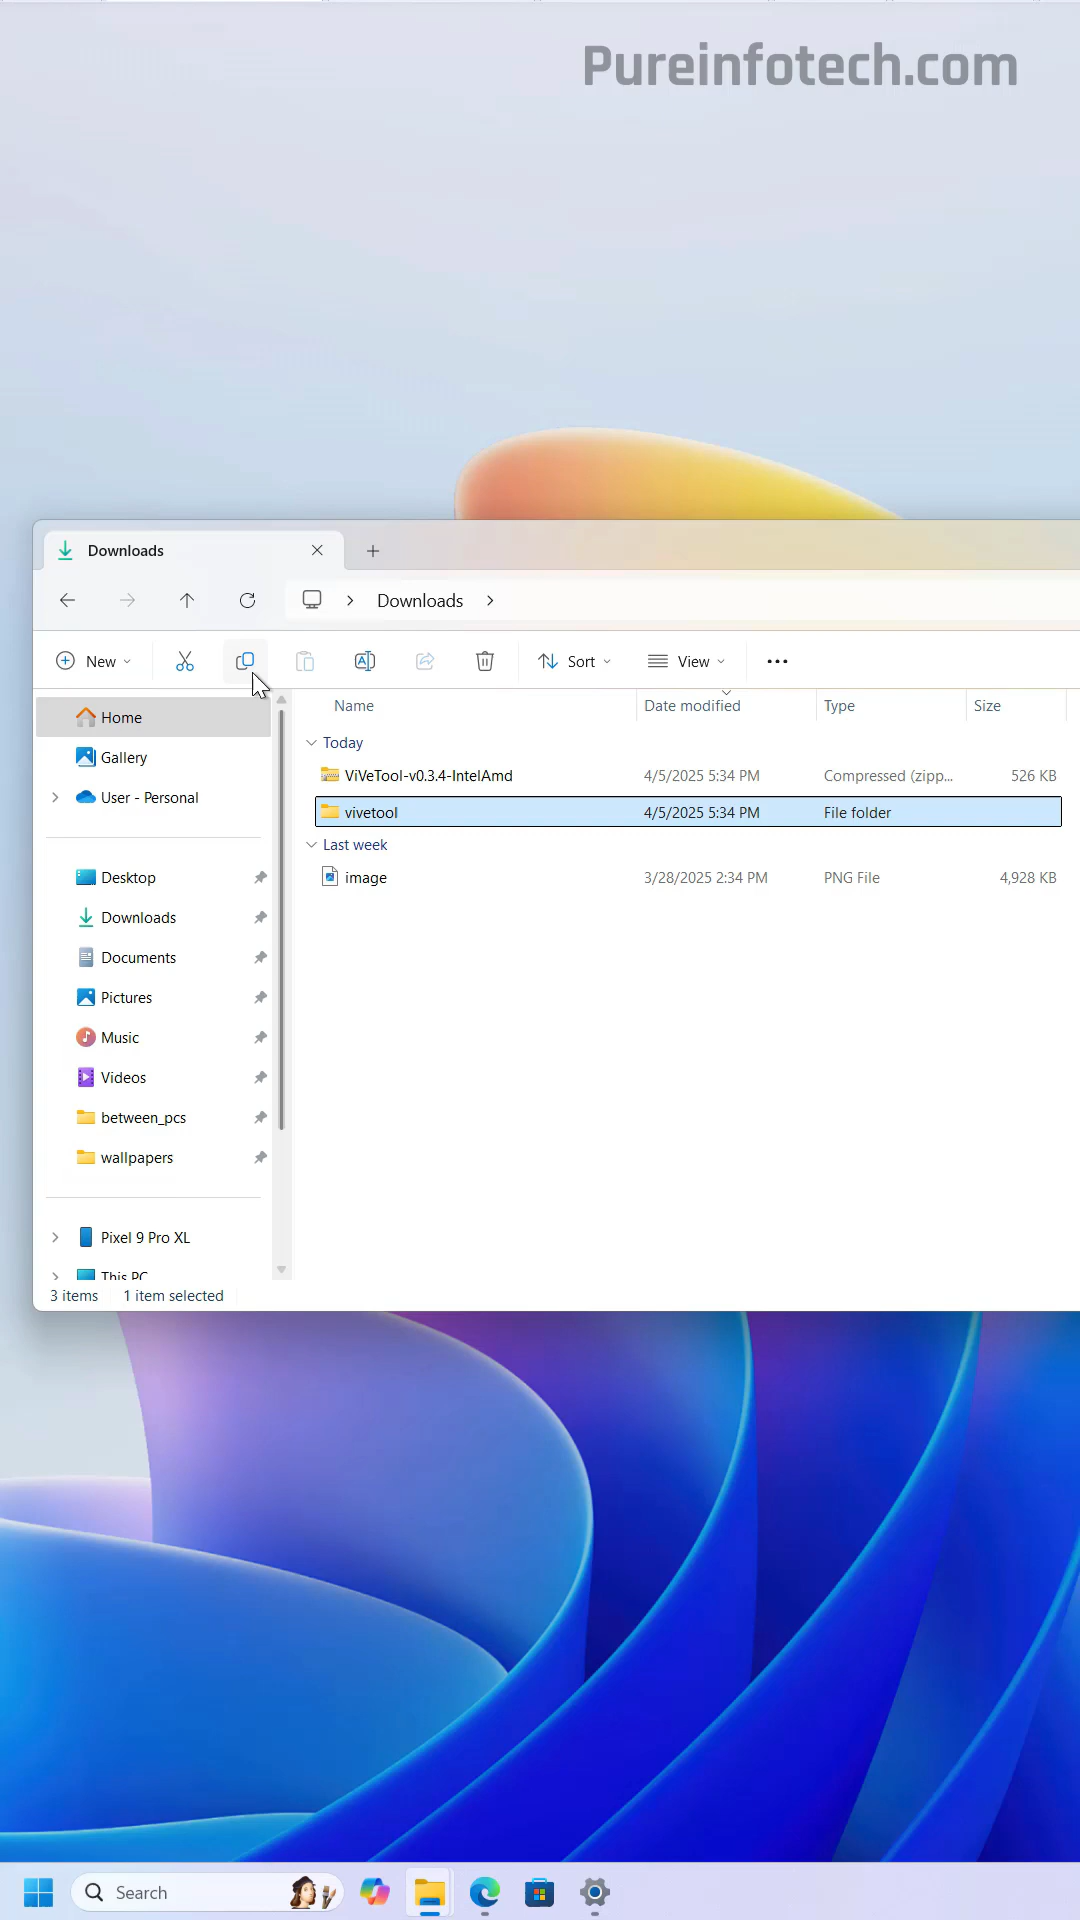 Pureinfotech.com
Downloads
Downloads
New
Sort
View
Name
Date modified
Type
Size
Home
Gallery
User - Personal
Desktop
Downloads
Documents
Pictures
Music
Videos
between_pcs
wallpapers
Pixel 9 Pro XL
This PC
Today
ViVeTool-v0.3.4-IntelAmd 4/5/2025 5:34 PM Compressed (zipp... 526 KB
vivetool 4/5/2025 5:34 PM File folder
Last week
image 3/28/2025 2:34 PM PNG File 4,928 KB
3 items 1 item selected
Search